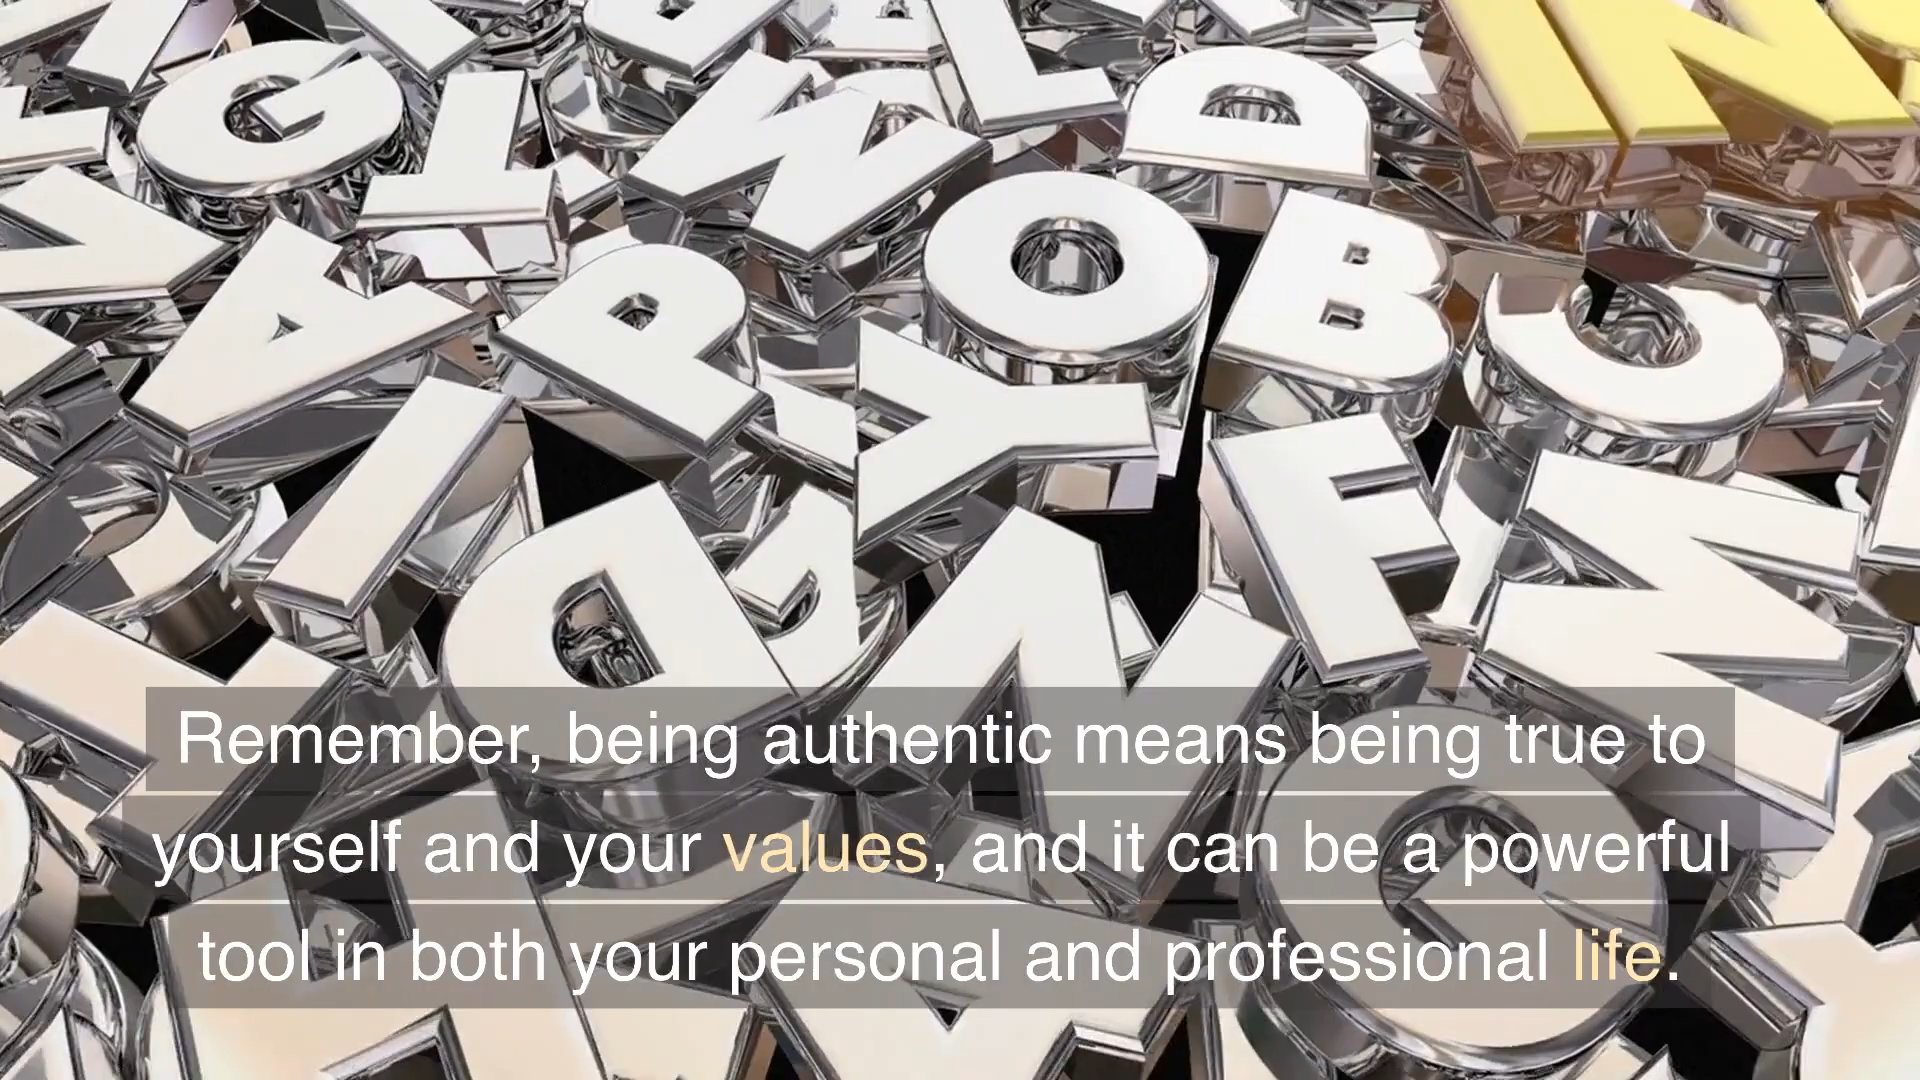 IN
Remember, being authentic means being true to
yourself and your values, and it can be a powerful
tool in both your personal and professional life.